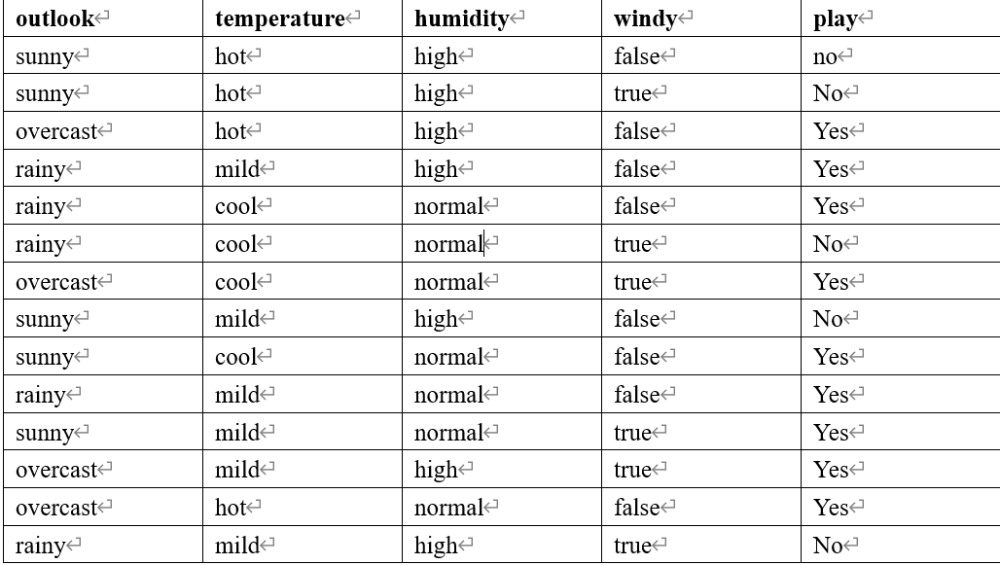 outlook temperature humidity windy play
sunny hot high false no
sunny hot high true No
overcast hot high false Yes
rainy mild high false Yes
rainy cool normal false Yes
rainy cool normal true No
overcast cool normal true Yes
sunny mild high false No
sunny cool normal false Yes
rainy mild normal false Yes
sunny mild normal true Yes
overcast mild high true Yes
overcast hot normal false Yes
rainy mild high true No